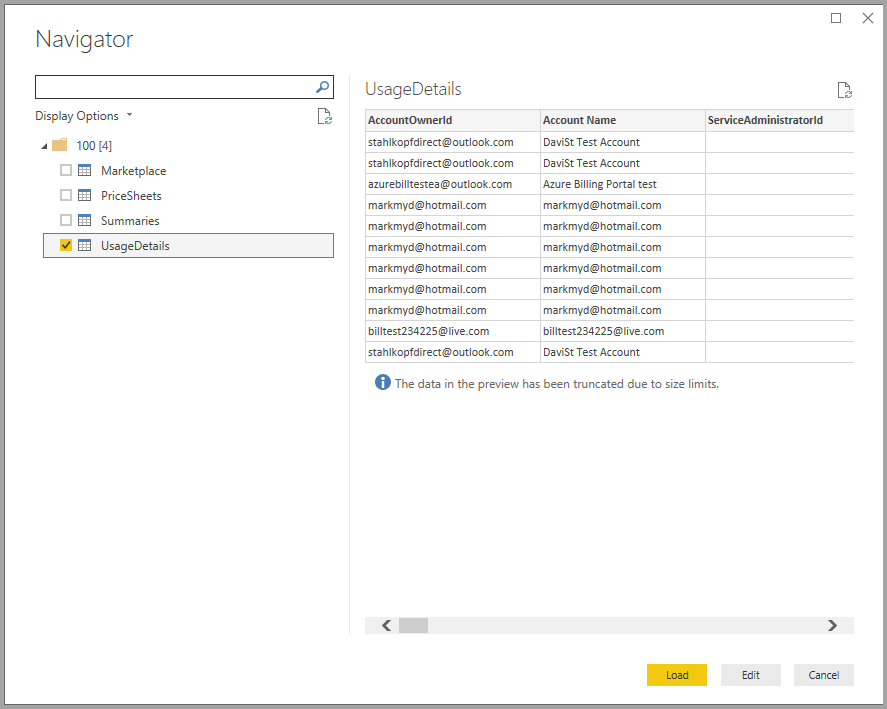 Navigator
Display Options
100 [4]
Marketplace
PriceSheets
Summaries
UsageDetails
UsageDetails
AccountOwnerId Account Name ServiceAdministratorId
stahlkopfdirect@outlook.com DaviSt Test Account
stahlkopfdirect@outlook.com DaviSt Test Account
azurebilltestea@outlook.com Azure Billing Portal test
markmyd@hotmail.com markmyd@hotmail.com
markmyd@hotmail.com markmyd@hotmail.com
markmyd@hotmail.com markmyd@hotmail.com
markmyd@hotmail.com markmyd@hotmail.com
markmyd@hotmail.com markmyd@hotmail.com
markmyd@hotmail.com markmyd@hotmail.com
billtest234225@live.com billtest234225@live.com
stahlkopfdirect@outlook.com DaviSt Test Account
The data in the preview has been truncated due to size limits.
Load Edit Cancel